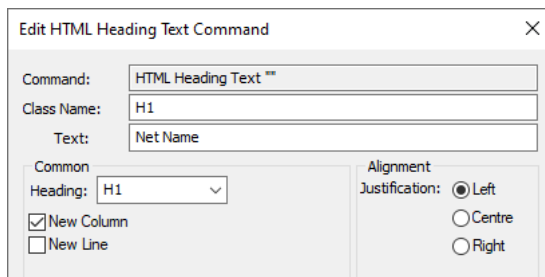 Edit HTML Heading Text Command
Command: HTML Heading Text ""
Class Name: H1
Text: Net Name
Common
Heading: H1
New Column
New Line
Alignment
Justification: Left
Centre
Right